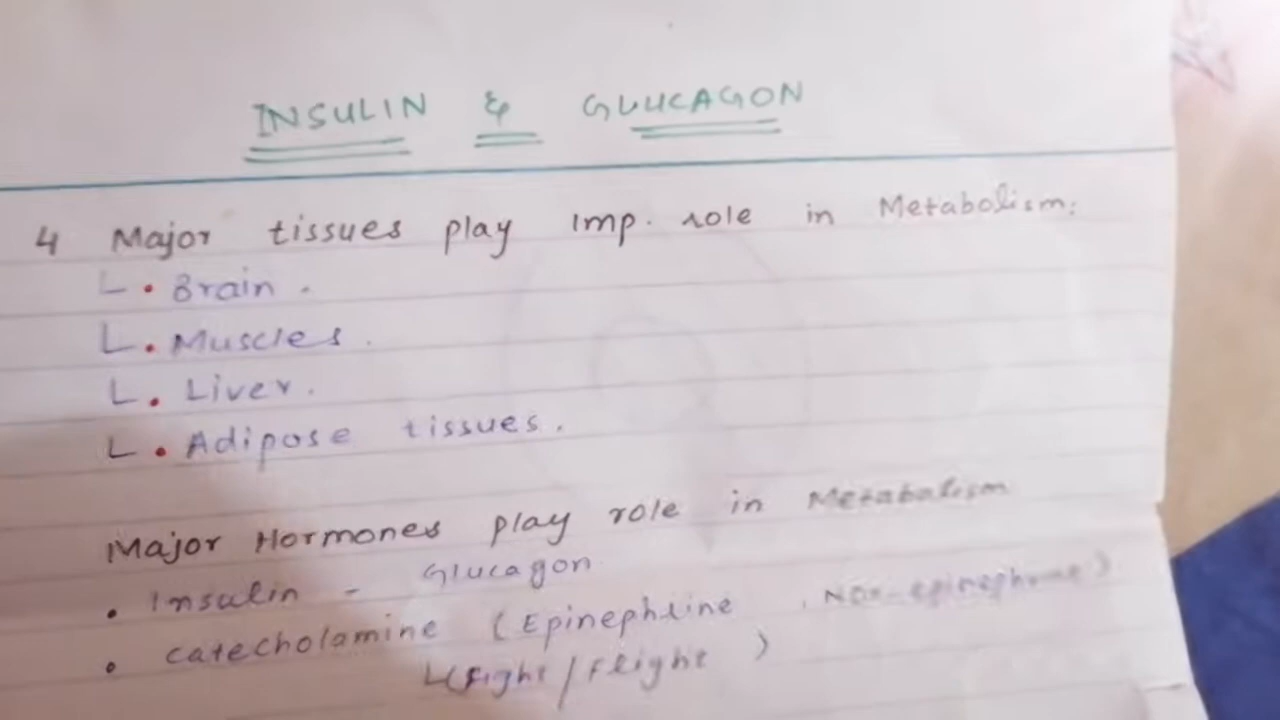 INSULIN & GLUCAGON
4 Major tissues play Imp. role in Metabolism:
L. Brain.
L. Muscles.
L. Liver.
L. Adipose tissues.
Major Hormones play role in Metabolism
• Insulin - Glucagon
• catecholamine (Epinephrine, Nor-epinephrine)
L(Fight/Flight)